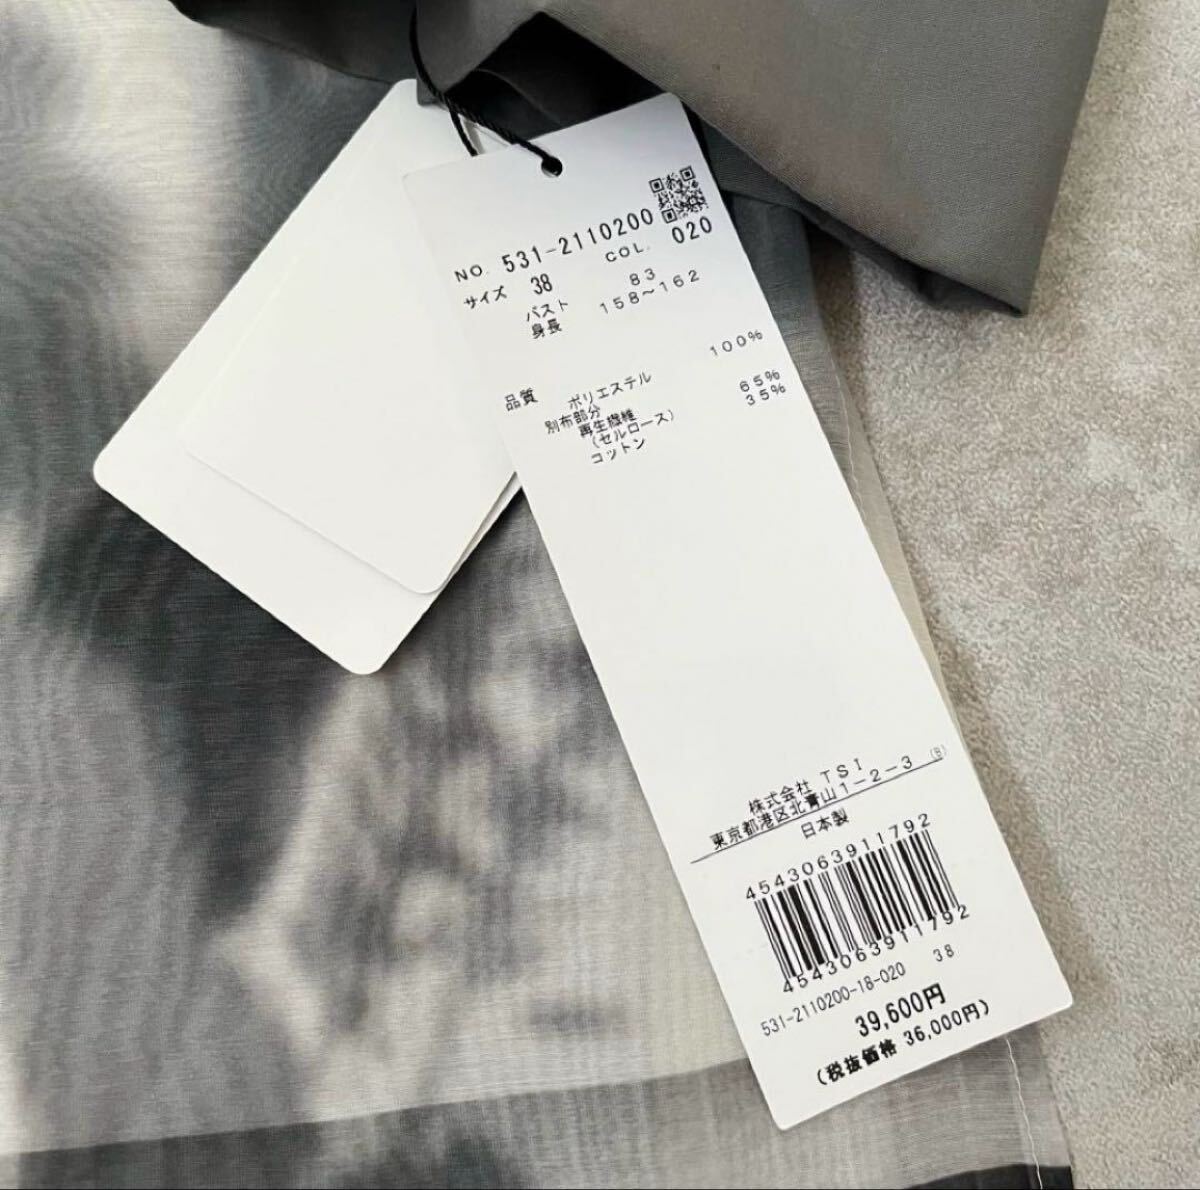 NO. 531-2110200 COL. 020
サイズ 38
バスト 83
身長 158～162
品質 ポリエステル 100%
別布部分
再生繊維 65%
(セルロース)
コットン 35%
株式会社 TSI
東京都港区北青山1-2-3 (B)
日本製
4543063911792
4543063911792
531-2110200-18-020 38
39,600円
(税抜価格 36,000円)